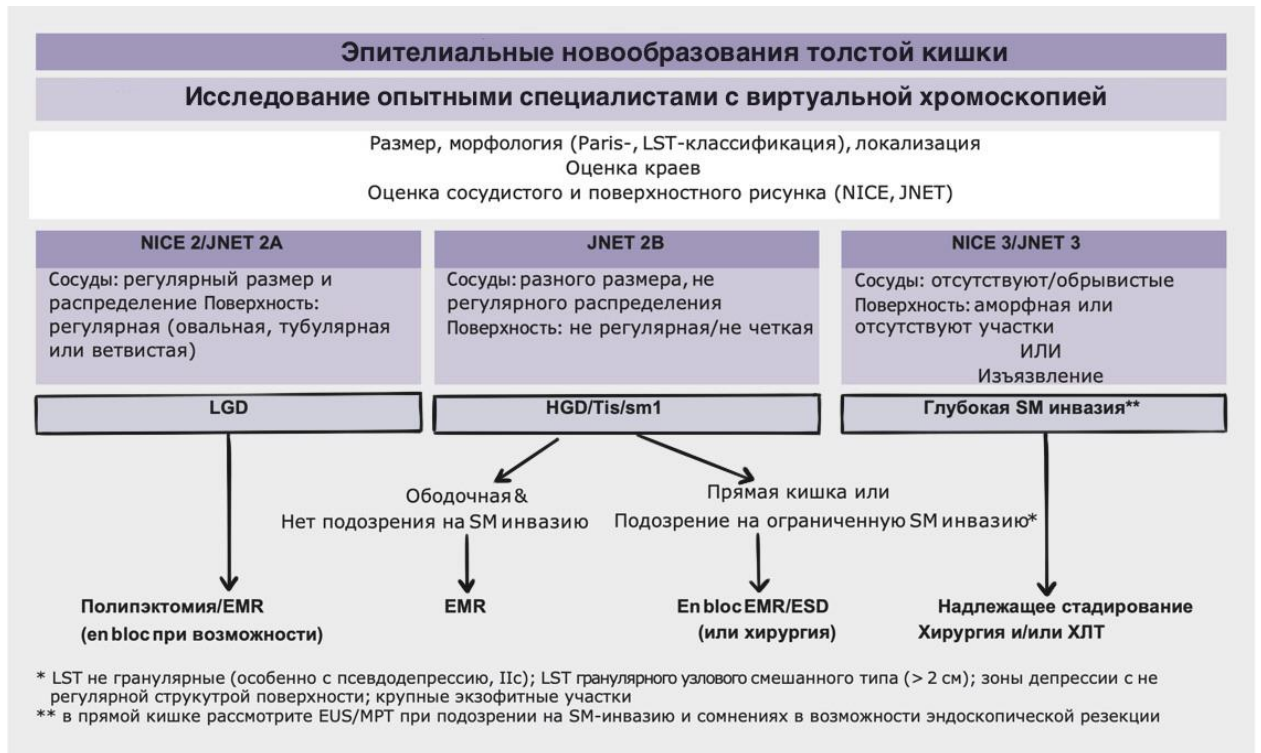 Эпителиальные новообразования толстой кишки
Исследование опытными специалистами с виртуальной хромоскопией
Размер, морфология (Paris-, LST-классификация), локализация
Оценка краев
Оценка сосудистого и поверхностного рисунка (NICE, JNET)
NICE 2/JNET 2A
Сосуды: регулярный размер и
распределение Поверхность:
регулярная (овальная, тубулярная
или ветвистая)
JNET 2B
Сосуды: разного размера, не
регулярного распределения
Поверхность: не регулярная/не четкая
NICE 3/JNET 3
Сосуды: отсутствуют/обрывистые
Поверхность: аморфная или
отсутствуют участки
ИЛИ
Изъязвление
LGD
HGD/Tis/sm1
Глубокая SM инвазия**
Ободочная &
Нет подозрения на SM инвазию
Прямая кишка или
Подозрение на ограниченную SM инвазию*
Полипэктомия/EMR
(en bloc при возможности)
EMR
En bloc EMR/ESD
(или хирургия)
Надлежащее стадирование
Хирургия и/или ХЛТ
* LST не гранулярные (особенно с псевдодепрессию, IIc); LST гранулярного узлового смешанного типа (> 2 см); зоны депрессии с не
регулярной струкутрой поверхности; крупные экзофитные участки
** в прямой кишке рассмотрите EUS/МРТ при подозрении на SM-инвазию и сомнениях в возможности эндоскопической резекции